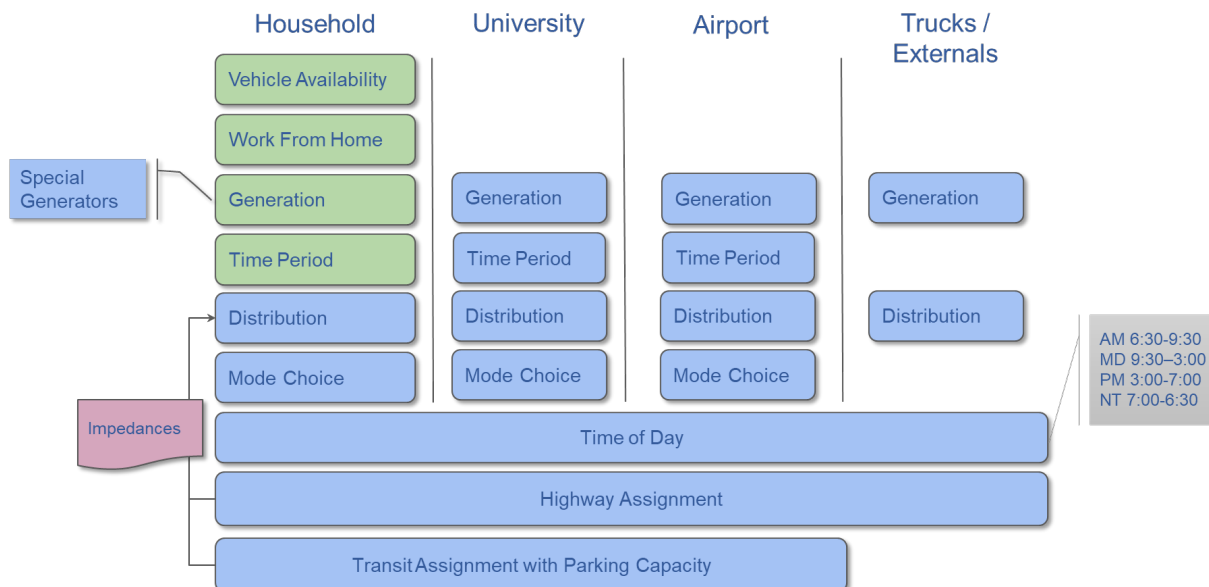 Household
University
Airport
Trucks /
Externals
Vehicle Availability
Work From Home
Special
Generators
Generation
Generation
Generation
Generation
Time Period
Time Period
Time Period
Distribution
Distribution
Distribution
Distribution
AM 6:30-9:30
MD 9:30–3:00
PM 3:00-7:00
NT 7:00-6:30
Mode Choice
Mode Choice
Mode Choice
Impedances
Time of Day
Highway Assignment
Transit Assignment with Parking Capacity